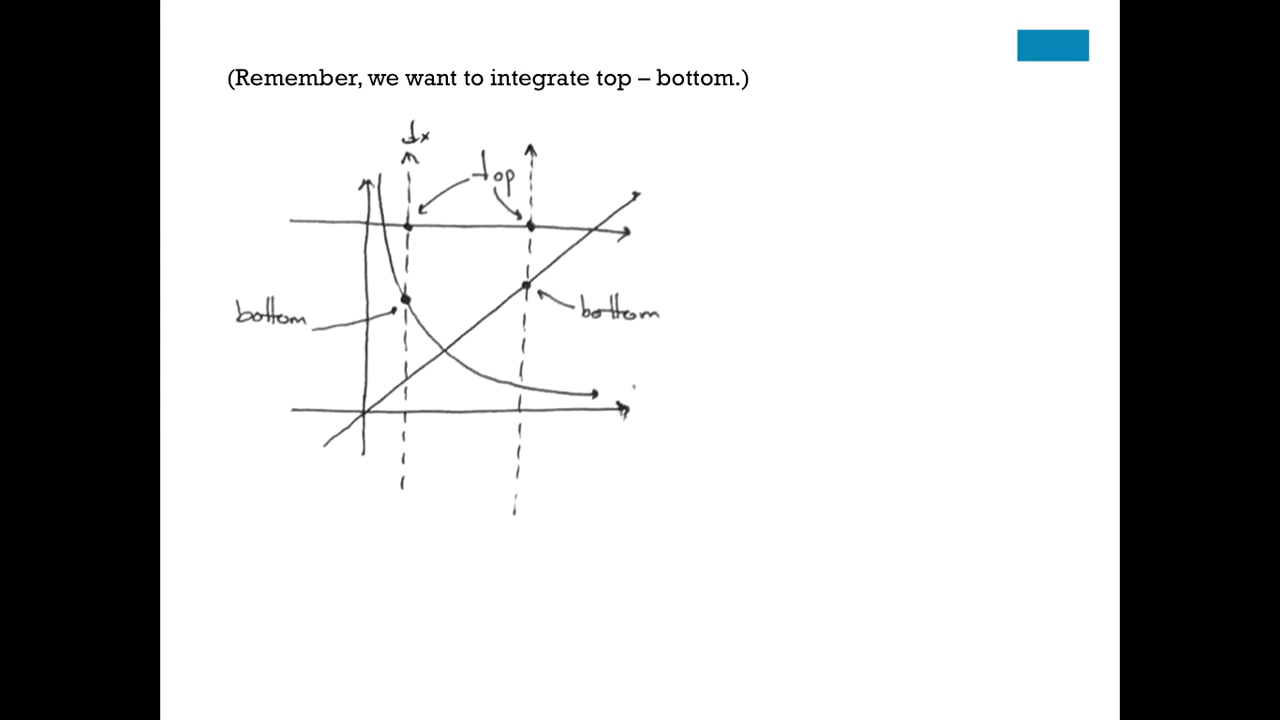 (Remember, we want to integrate top – bottom.)
dx
top
bottom
bottom